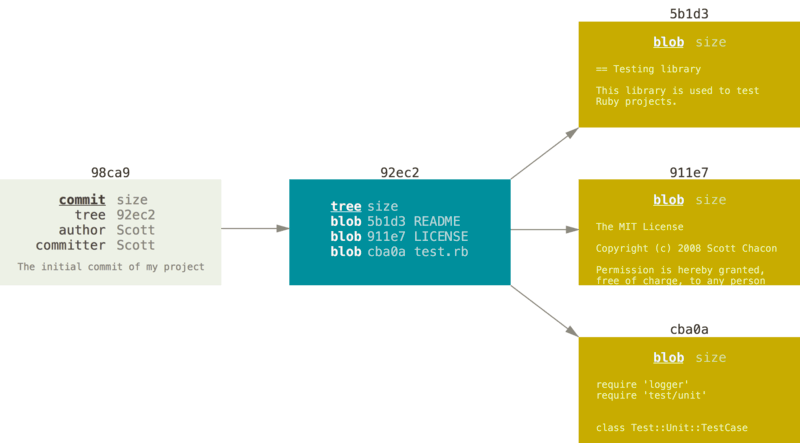 98ca9
commit size
tree 92ec2
author Scott
committer Scott
The initial commit of my project
92ec2
tree size
blob 5b1d3 README
blob 911e7 LICENSE
blob cba0a test.rb
5b1d3
blob size
== Testing library
This library is used to test
Ruby projects.
911e7
blob size
The MIT License
Copyright (c) 2008 Scott Chacon
Permission is hereby granted,
free of charge, to any person
cba0a
blob size
require 'logger'
require 'test/unit'
class Test::Unit::TestCase